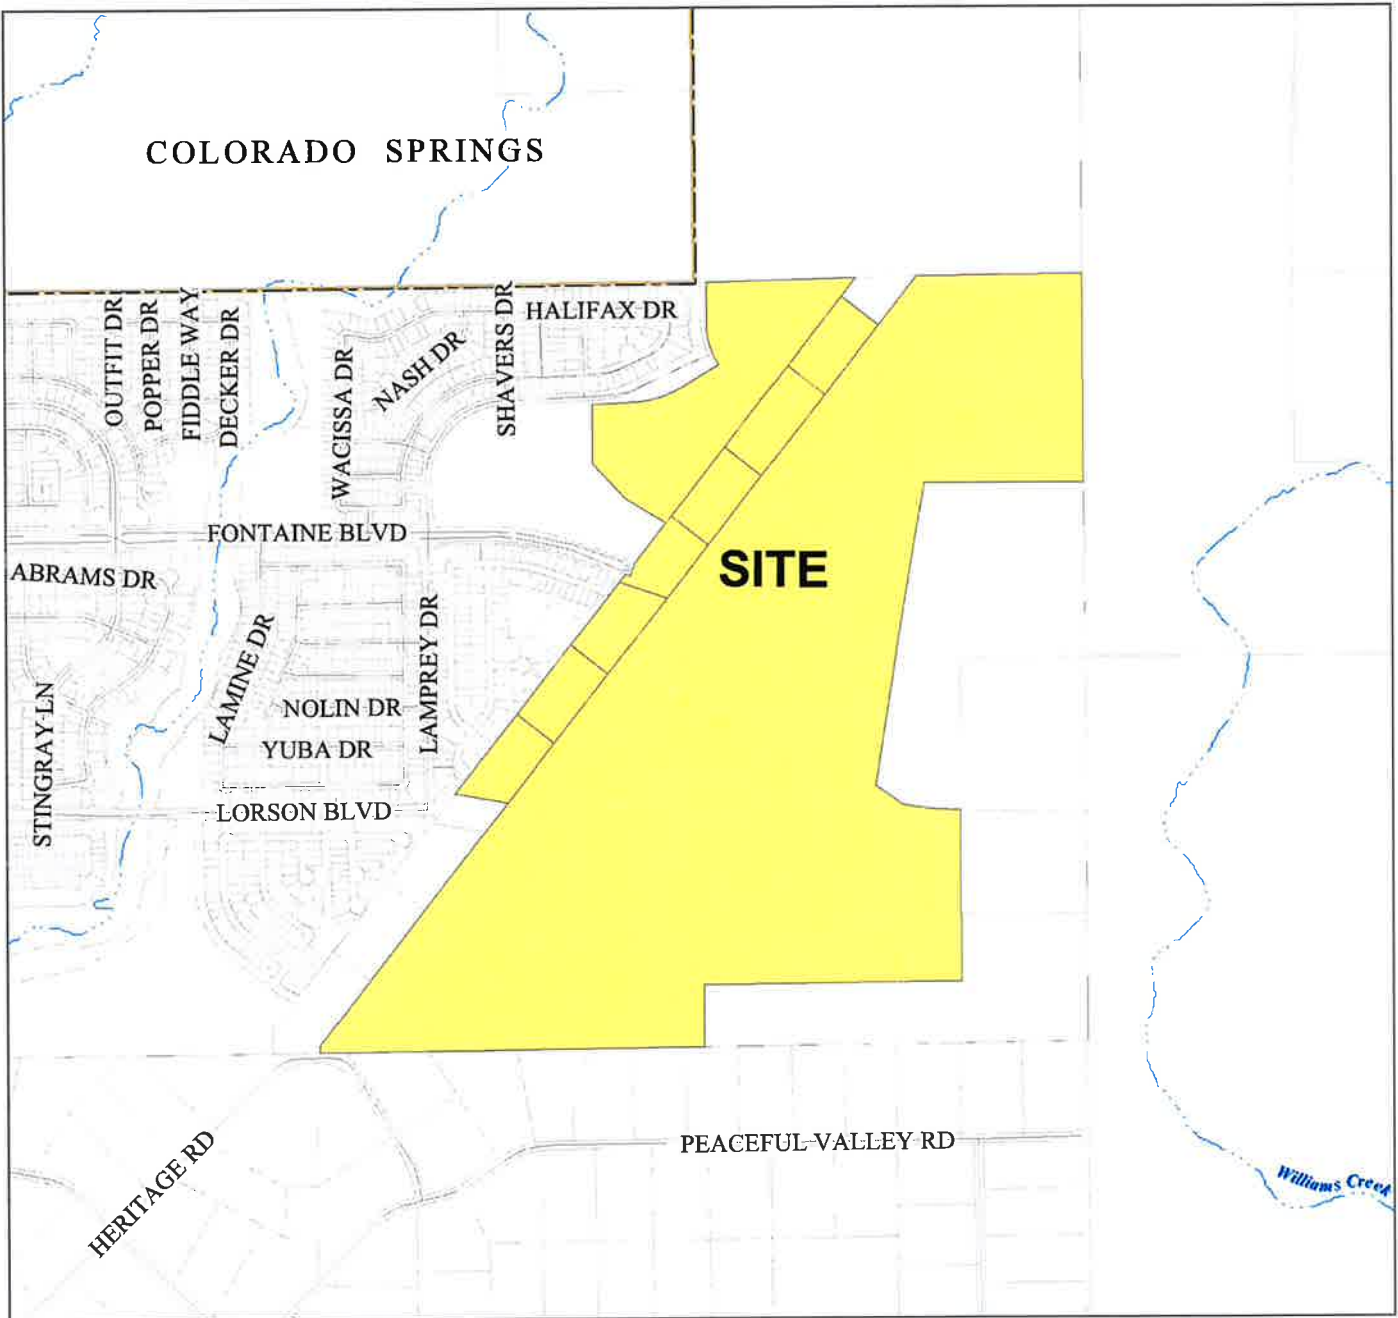 COLORADO SPRINGS
OUTFIT DR
POPPER DR
FIDDLE WAY
DECKER DR
WACISSA DR
NASH DR
SHAVERS DR
HALIFAX DR
FONTAINE BLVD
ABRAMS DR
SITE
LAMINE DR
LAMPREY DR
STINGRAY LN
NOLIN DR
YUBA DR
LORSON BLVD
HERITAGE RD
PEACEFUL VALLEY RD
Williams Creek